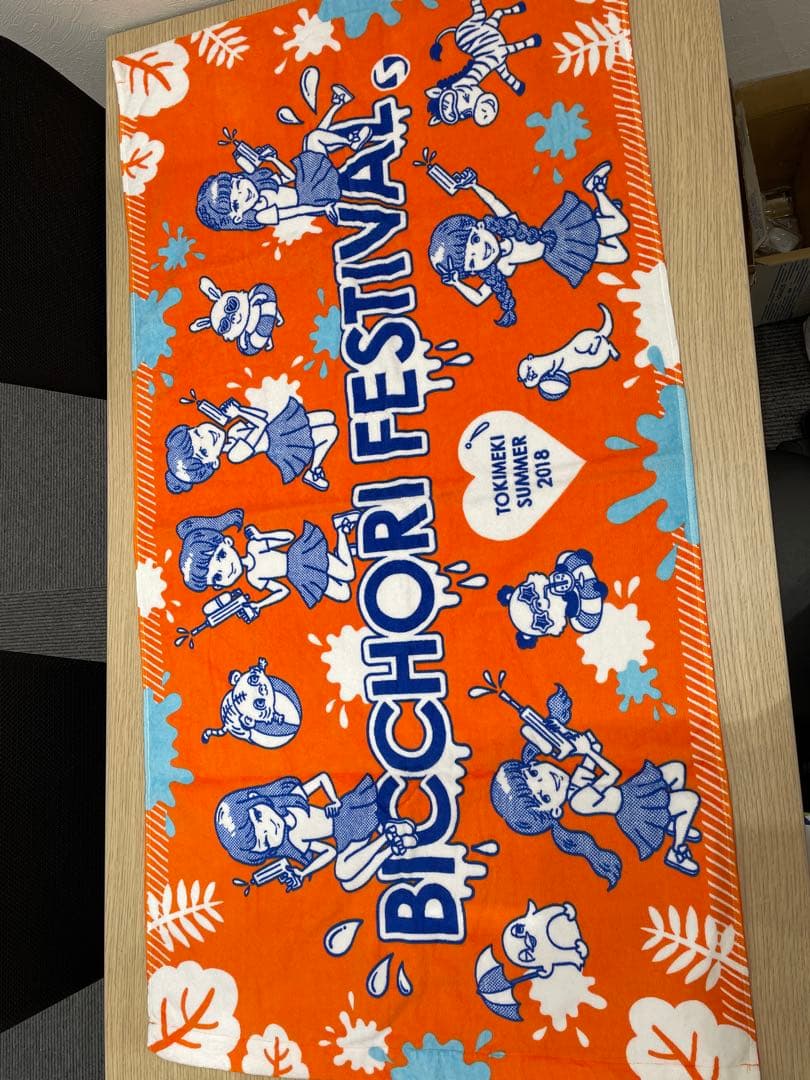 BICCHORI FESTIVAL
S
TOKIMEKI
SUMMER
2018